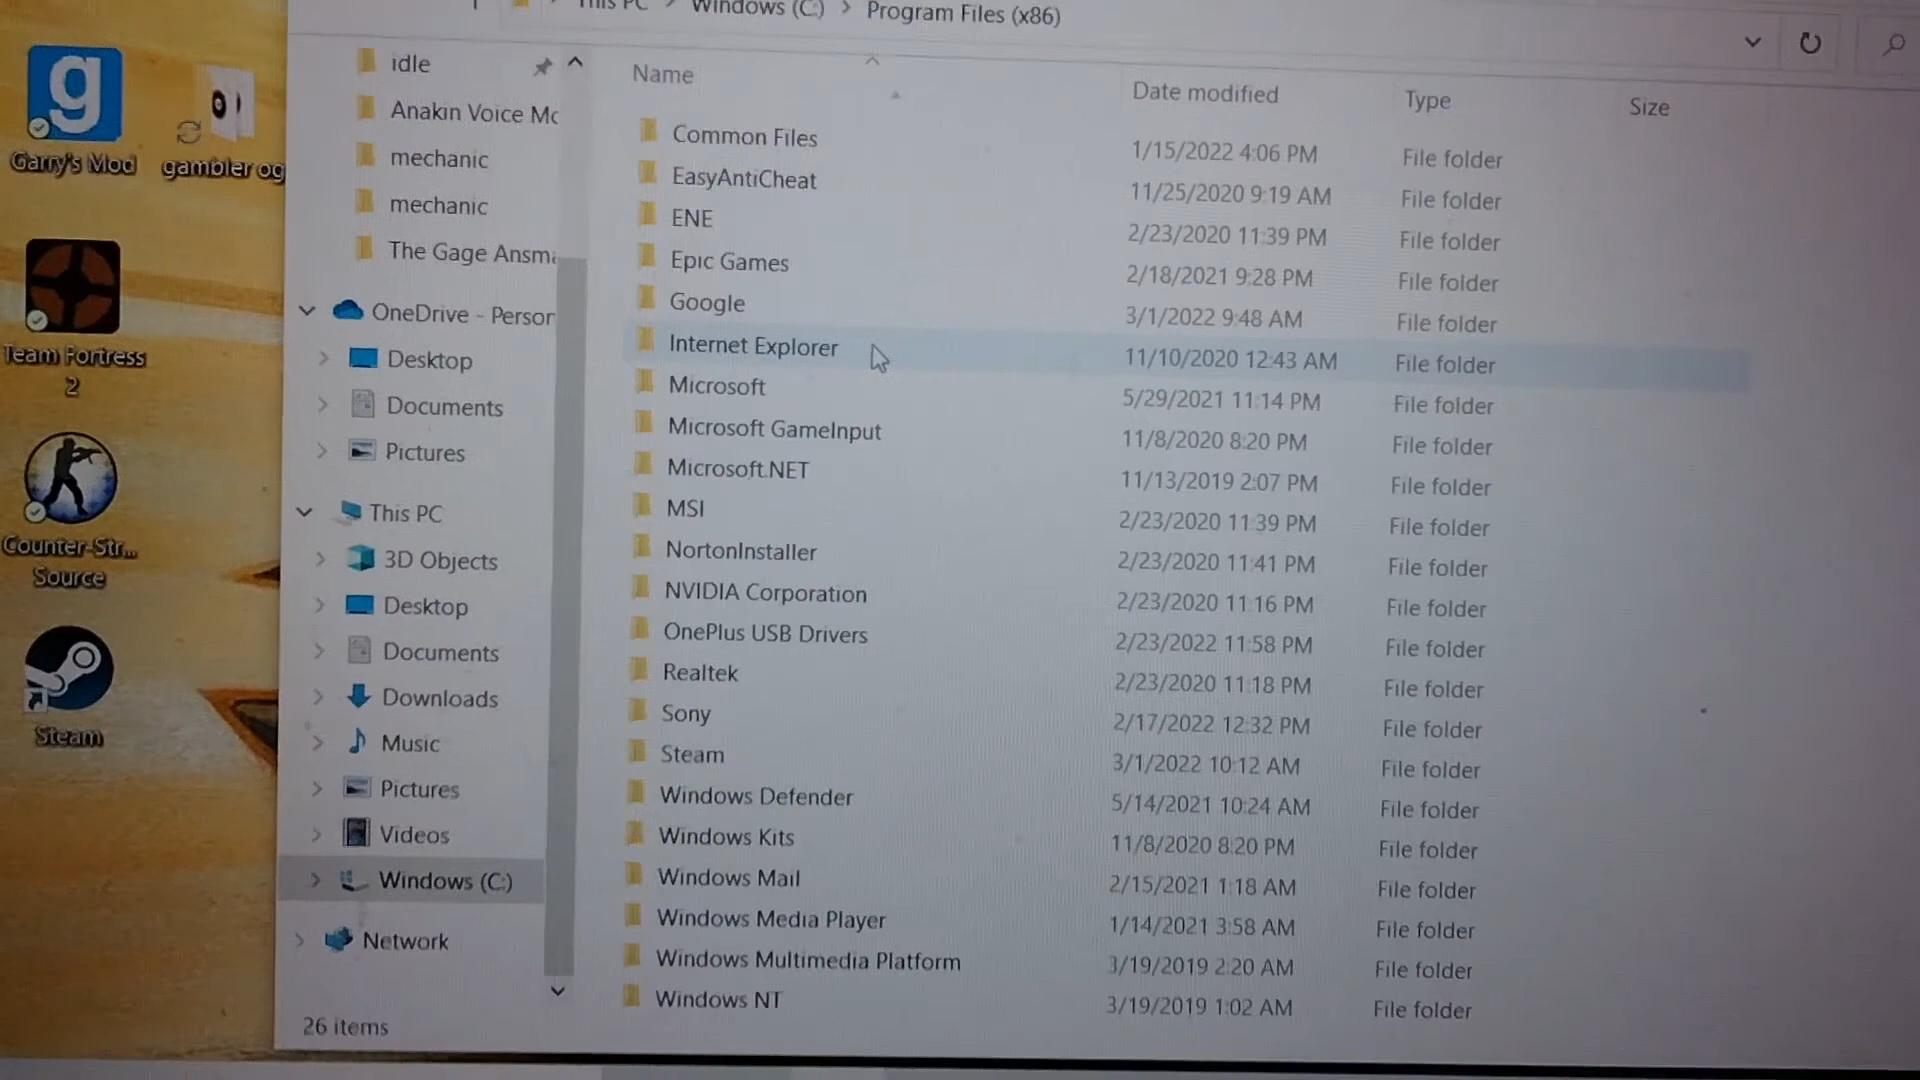 This PC > Windows (C:) > Program Files (x86)
Garry's Mod
gambler og
Team Fortress
2
Counter-Str...
Source
Steam
idle
Anakin Voice Mo
mechanic
mechanic
The Gage Ansma
OneDrive - Person
Desktop
Documents
Pictures
This PC
3D Objects
Desktop
Documents
Downloads
Music
Pictures
Videos
Windows (C:)
Network
26 items
Name Date modified Type Size
Common Files 1/15/2022 4:06 PM File folder
EasyAntiCheat 11/25/2020 9:19 AM File folder
ENE 2/23/2020 11:39 PM File folder
Epic Games 2/18/2021 9:28 PM File folder
Google 3/1/2022 9:48 AM File folder
Internet Explorer 11/10/2020 12:43 AM File folder
Microsoft 5/29/2021 11:14 PM File folder
Microsoft GameInput 11/8/2020 8:20 PM File folder
Microsoft.NET 11/13/2019 2:07 PM File folder
MSI 2/23/2020 11:39 PM File folder
NortonInstaller 2/23/2020 11:41 PM File folder
NVIDIA Corporation 2/23/2020 11:16 PM File folder
OnePlus USB Drivers 2/23/2022 11:58 PM File folder
Realtek 2/23/2020 11:18 PM File folder
Sony 2/17/2022 12:32 PM File folder
Steam 3/1/2022 10:12 AM File folder
Windows Defender 5/14/2021 10:24 AM File folder
Windows Kits 11/8/2020 8:20 PM File folder
Windows Mail 2/15/2021 1:18 AM File folder
Windows Media Player 1/14/2021 3:58 AM File folder
Windows Multimedia Platform 3/19/2019 2:20 AM File folder
Windows NT 3/19/2019 1:02 AM File folder